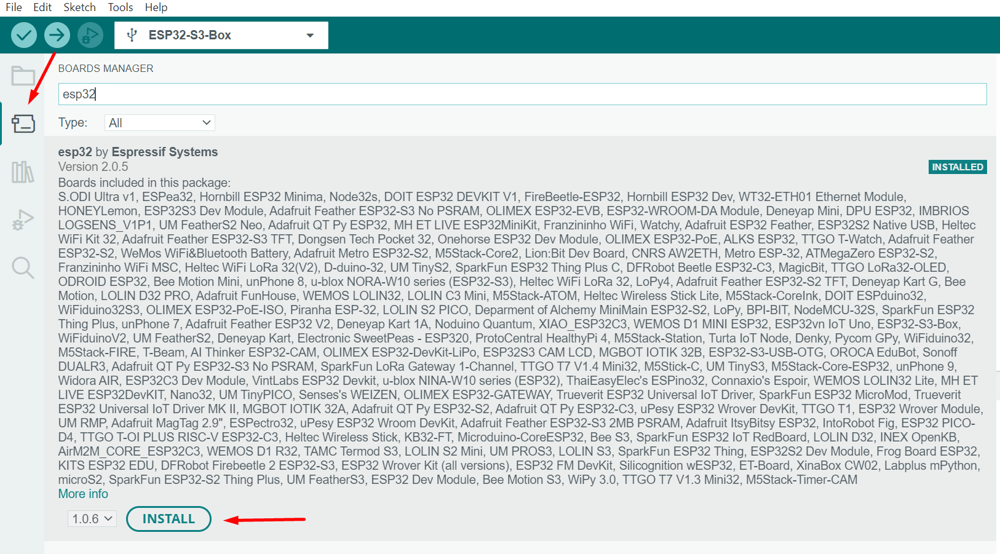 File Edit Sketch Tools Help
ESP32-S3-Box
BOARDS MANAGER
esp32
Type: All
esp32 by Espressif Systems
Version 2.0.5
INSTALLED
Boards included in this package:
S.ODI Ultra v1, ESPea32, Hornbill ESP32 Minima, Node32s, DOIT ESP32 DEVKIT V1, FireBeetle-ESP32, Hornbill ESP32 Dev, WT32-ETH01 Ethernet Module,
HONEYLemon, ESP32S3 Dev Module, Adafruit Feather ESP32-S3 No PSRAM, OLIMEX ESP32-EVB, ESP32-WROOM-DA Module, Deneyap Mini, DPU ESP32, IMBRIOS
LOGSENS_V1P1, UM FeatherS2 Neo, Adafruit QT Py ESP32, MH ET LIVE ESP32MiniKit, Franzininho WiFi, Watchy, Adafruit ESP32 Feather, ESP32S2 Native USB, Heltec
WiFi Kit 32, Adafruit Feather ESP32-S3 TFT, Dongsen Tech Pocket 32, Onehorse ESP32 Dev Module, OLIMEX ESP32-PoE, ALKS ESP32, TTGO T-Watch, Adafruit Feather
ESP32-S2, WeMos WiFi&Bluetooth Battery, Adafruit Metro ESP32-S2, M5Stack-Core2, Lion:Bit Dev Board, CNRS AW2ETH, Metro ESP-32, ATMegaZero ESP32-S2,
Franzininho WiFi MSC, Heltec WiFi LoRa 32(V2), D-duino-32, UM TinyS2, SparkFun ESP32 Thing Plus C, DFRobot Beetle ESP32-C3, MagicBit, TTGO LoRa32-OLED,
ODROID ESP32, Bee Motion Mini, unPhone 8, u-blox NORA-W10 series (ESP32-S3), Heltec WiFi LoRa 32, LoPy4, Adafruit Feather ESP32-S2 TFT, Deneyap Kart G, Bee
Motion, LOLIN D32 PRO, Adafruit FunHouse, WEMOS LOLIN32, LOLIN C3 Mini, M5Stack-ATOM, Heltec Wireless Stick Lite, M5Stack-CoreInk, DOIT ESPduino32,
WiFiduino32S3, OLIMEX ESP32-PoE-ISO, Piranha ESP-32, LOLIN S2 PICO, Deparment of Alchemy MiniMain ESP32-S2, LoPy, BPI-BIT, NodeMCU-32S, SparkFun ESP32
Thing Plus, unPhone 7, Adafruit Feather ESP32 V2, Deneyap Kart 1A, Noduino Quantum, XIAO_ESP32C3, WEMOS D1 MINI ESP32, ESP32vn IoT Uno, ESP32-S3-Box,
WiFiduinoV2, UM FeatherS2, Deneyap Kart, Electronic SweetPeas - ESP320, ProtoCentral HealthyPi 4, M5Stack-Station, Turta IoT Node, Denky, Pycom GPy, WiFiduino32,
M5Stack-FIRE, T-Beam, AI Thinker ESP32-CAM, OLIMEX ESP32-DevKit-LiPo, ESP32S3 CAM LCD, MGBOT IOTIK 32B, ESP32-S3-USB-OTG, OROCA EduBot, Sonoff
DUALR3, Adafruit QT Py ESP32-S3 No PSRAM, SparkFun LoRa Gateway 1-Channel, TTGO T7 V1.4 Mini32, M5Stick-C, UM TinyS3, M5Stack-Core-ESP32, unPhone 9,
Widora AIR, ESP32C3 Dev Module, VintLabs ESP32 Devkit, u-blox NINA-W10 series (ESP32), ThaiEasyElec's ESPino32, Connaxio's Espoir, WEMOS LOLIN32 Lite, MH ET
LIVE ESP32DevKIT, Nano32, UM TinyPICO, Senses's WEIZEN, OLIMEX ESP32-GATEWAY, Trueverit ESP32 Universal IoT Driver, SparkFun ESP32 MicroMod, Trueverit
ESP32 Universal IoT Driver MK II, MGBOT IOTIK 32A, Adafruit QT Py ESP32-S2, Adafruit QT Py ESP32-C3, uPesy ESP32 Wrover DevKit, TTGO T1, ESP32 Wrover Module,
UM RMP, Adafruit MagTag 2.9", ESPectro32, uPesy ESP32 Wroom DevKit, Adafruit Feather ESP32-S3 2MB PSRAM, Adafruit ItsyBitsy ESP32, IntoRobot Fig, ESP32 PICO-
D4, TTGO T-OI PLUS RISC-V ESP32-C3, Heltec Wireless Stick, KB32-FT, Microduino-CoreESP32, Bee S3, SparkFun ESP32 IoT RedBoard, LOLIN D32, INEX OpenKB,
AirM2M_CORE_ESP32C3, WEMOS D1 R32, TAMC Termod S3, LOLIN S2 Mini, UM PROS3, LOLIN S3, SparkFun ESP32 Thing, ESP32S2 Dev Module, Frog Board ESP32,
KITS ESP32 EDU, DFRobot Firebeetle 2 ESP32-S3, ESP32 Wrover Kit (all versions), ESP32 FM DevKit, Silicognition wESP32, ET-Board, XinaBox CW02, Labplus mPython,
microS2, SparkFun ESP32-S2 Thing Plus, UM FeatherS3, ESP32 Dev Module, Bee Motion S3, WiPy 3.0, TTGO T7 V1.3 Mini32, M5Stack-Timer-CAM
More info
1.0.6 INSTALL